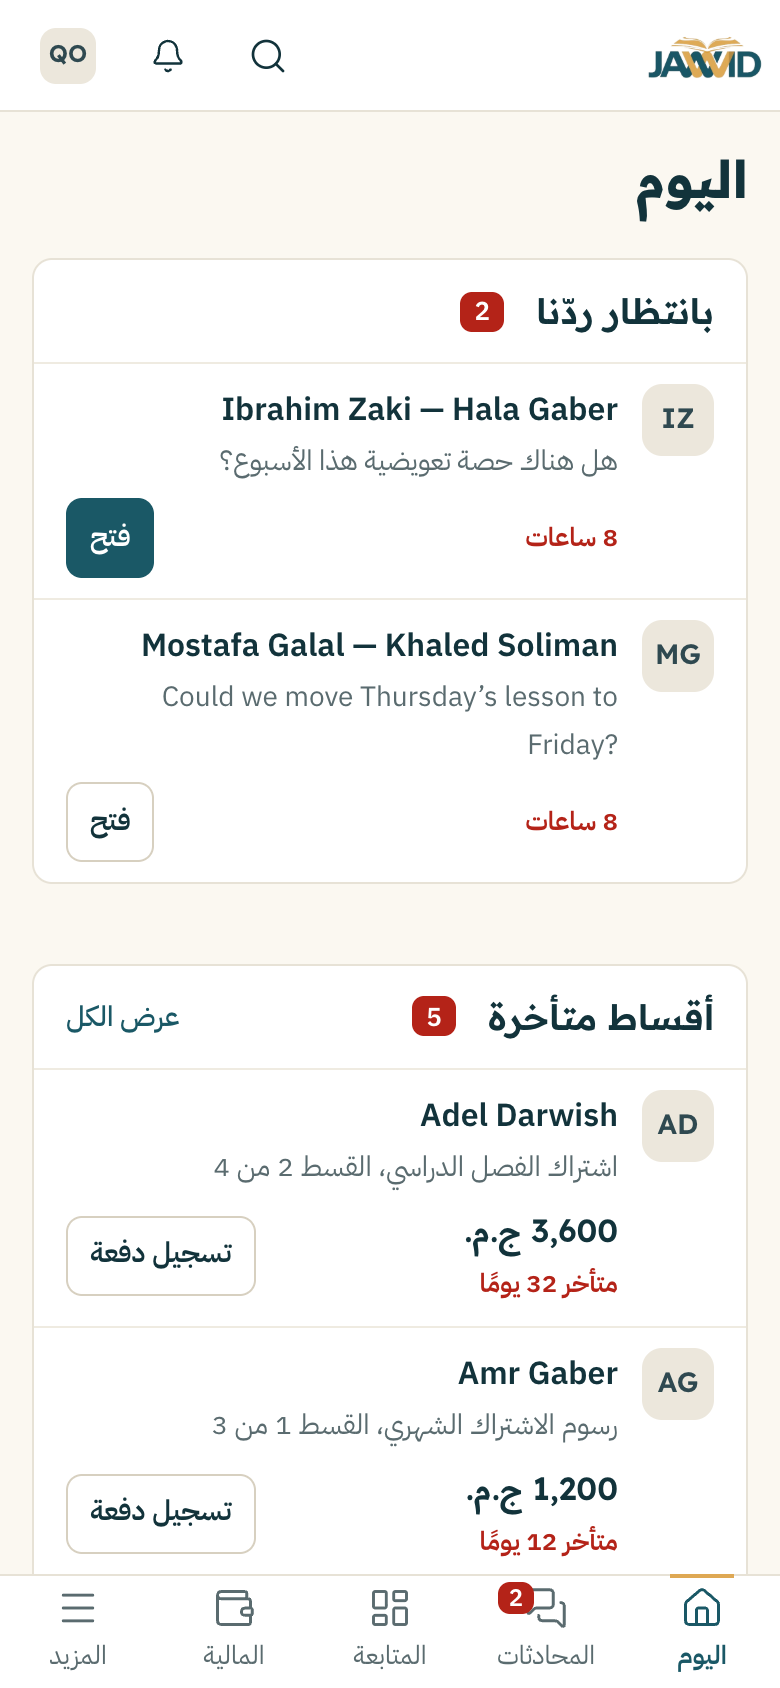 JAWWID
QO
اليوم
بانتظار ردّنا 2
IZ
Ibrahim Zaki — Hala Gaber
هل هناك حصة تعويضية هذا الأسبوع؟
8 ساعات
فتح
MG
Mostafa Galal — Khaled Soliman
Could we move Thursday’s lesson to
Friday?
8 ساعات
فتح
أقساط متأخرة 5
عرض الكل
AD
Adel Darwish
اشتراك الفصل الدراسي، القسط 2 من 4
3,600 ج.م.
متأخر 32 يومًا
تسجيل دفعة
AG
Amr Gaber
رسوم الاشتراك الشهري، القسط 1 من 3
1,200 ج.م.
متأخر 12 يومًا
تسجيل دفعة
اليوم
2
المحادثات
المتابعة
المالية
المزيد